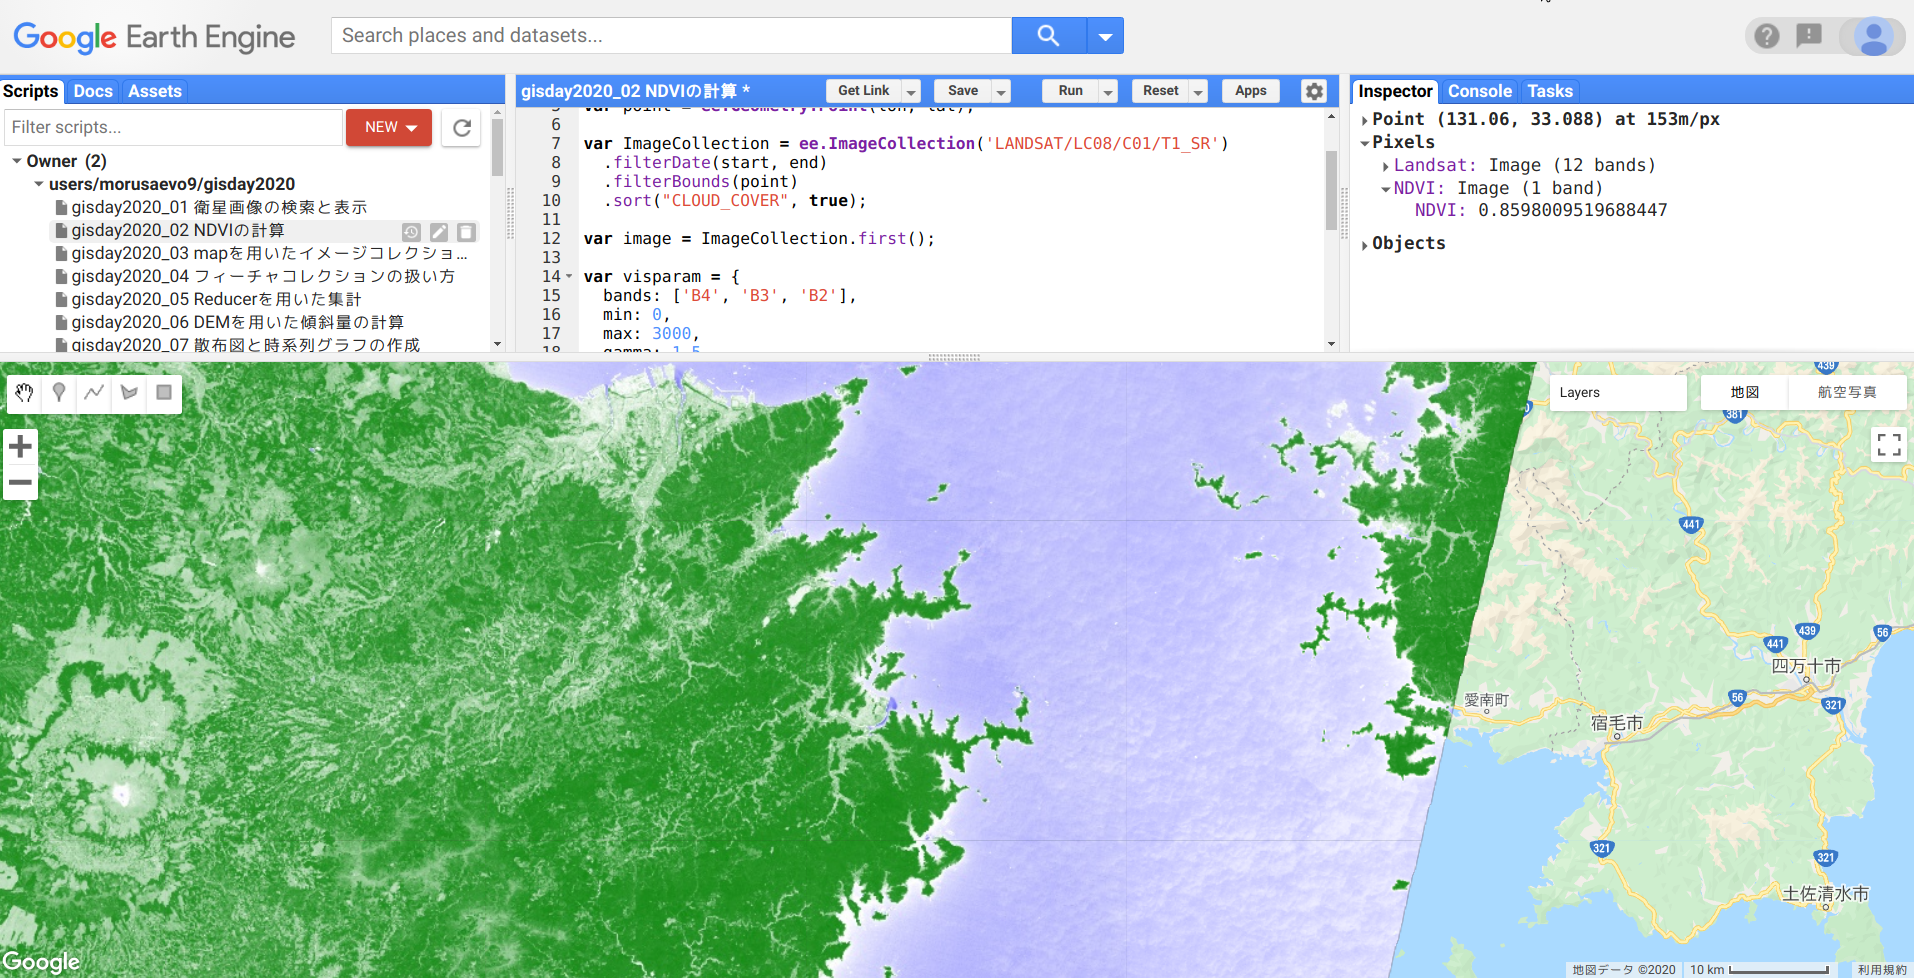 Google Earth Engine
Search places and datasets...
Scripts Docs Assets
Filter scripts...
NEW
Owner (2)
users/morusaevo9/gisday2020
gisday2020_01 衛星画像の検索と表示
gisday2020_02 NDVIの計算
gisday2020_03 mapを用いたイメージコレクショ...
gisday2020_04 フィーチャコレクションの扱い方
gisday2020_05 Reducerを用いた集計
gisday2020_06 DEMを用いた傾斜量の計算
gisday2020_07 散布図と時系列グラフの作成
gisday2020_02 NDVIの計算 *
Get Link
Save
Run
Reset
Apps
5 var point = ee.Geometry.Point(lon, lat);
6
7 var ImageCollection = ee.ImageCollection('LANDSAT/LC08/C01/T1_SR')
8 .filterDate(start, end)
9 .filterBounds(point)
10 .sort("CLOUD_COVER", true);
11
12 var image = ImageCollection.first();
13
14 var visparam = {
15 bands: ['B4', 'B3', 'B2'],
16 min: 0,
17 max: 3000,
18 gamma: 1.5
Inspector Console Tasks
Point (131.06, 33.088) at 153m/px
Pixels
Landsat: Image (12 bands)
NDVI: Image (1 band)
NDVI: 0.8598009519688447
Objects
Layers
地図
航空写真
439
381
441
439
56
441
四万十市
56
321
愛南町
宿毛市
321
321
土佐清水市
Google
地図データ ©2020
10 km
利用規約